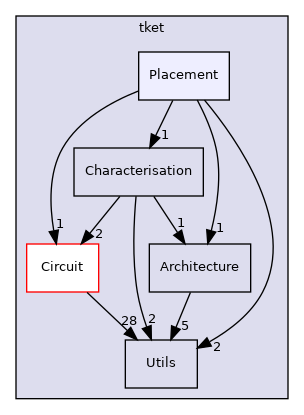 tket
Placement
1
Characterisation
1
2
1
1
Circuit
Architecture
28
2
5
2
Utils